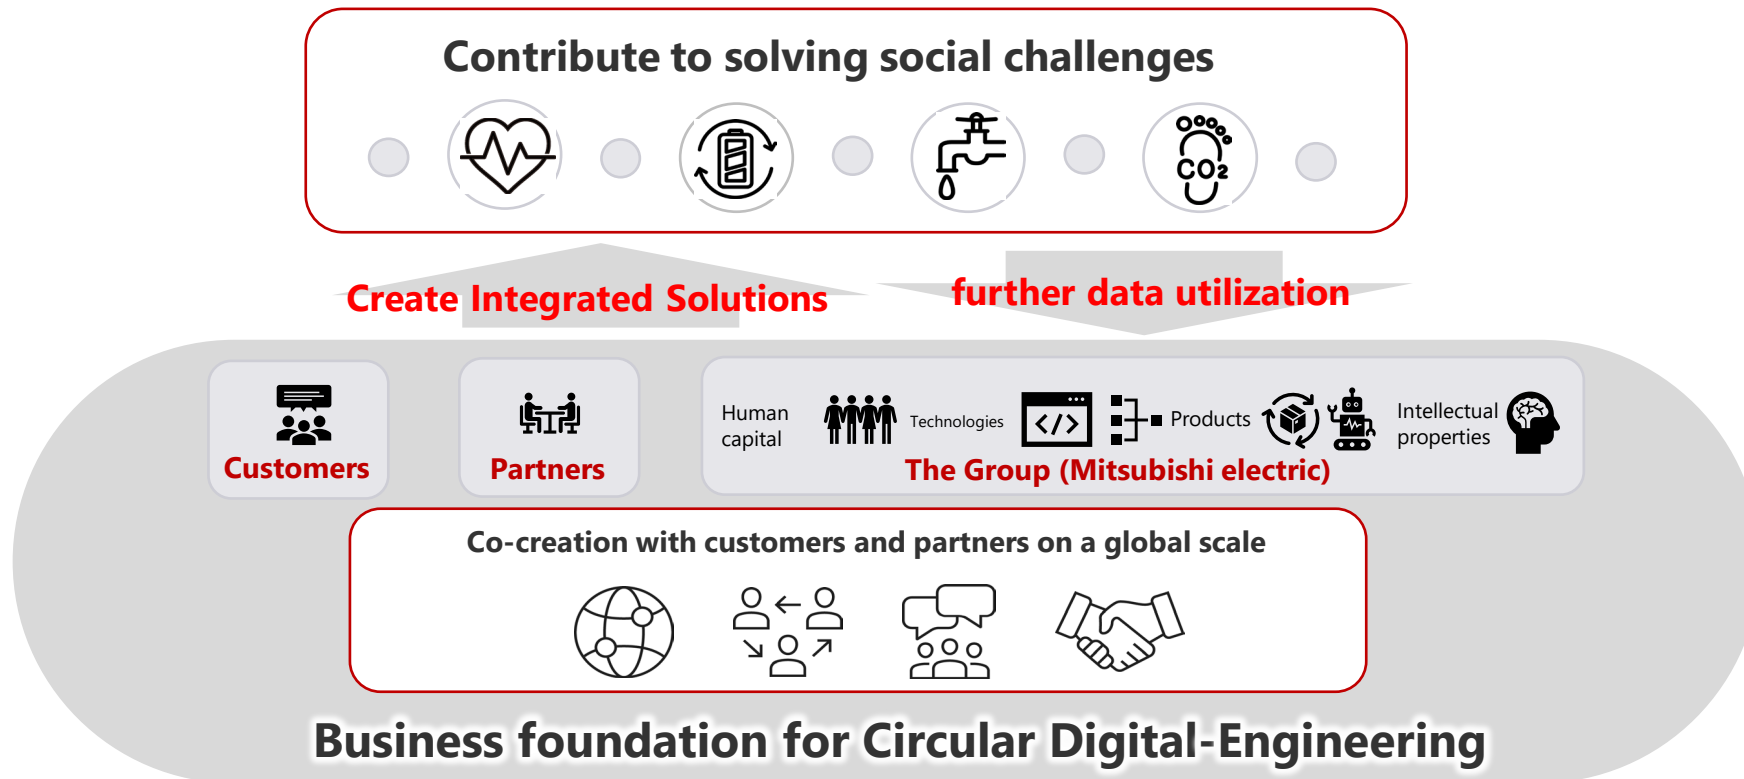 Contribute to solving social challenges
CO2
Create Integrated Solutions
further data utilization
Customers
Partners
Human
capital
Technologies
</>
Products
Intellectual
properties
The Group (Mitsubishi electric)
Co-creation with customers and partners on a global scale
Business foundation for Circular Digital-Engineering